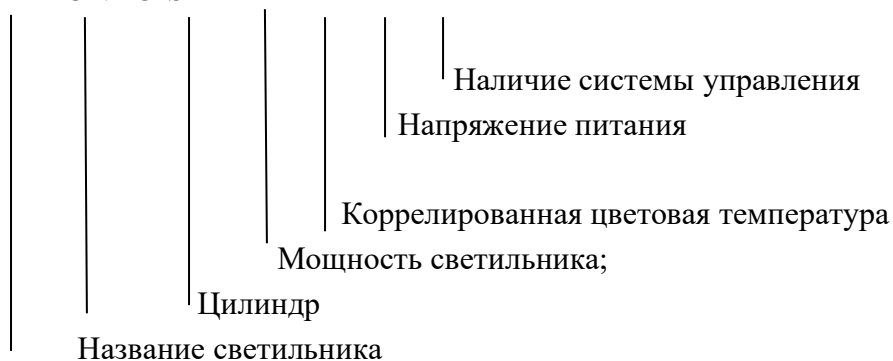 Наличие системы управления
Напряжение питания
Коррелированная цветовая температура
Мощность светильника;
Цилиндр
Название светильника